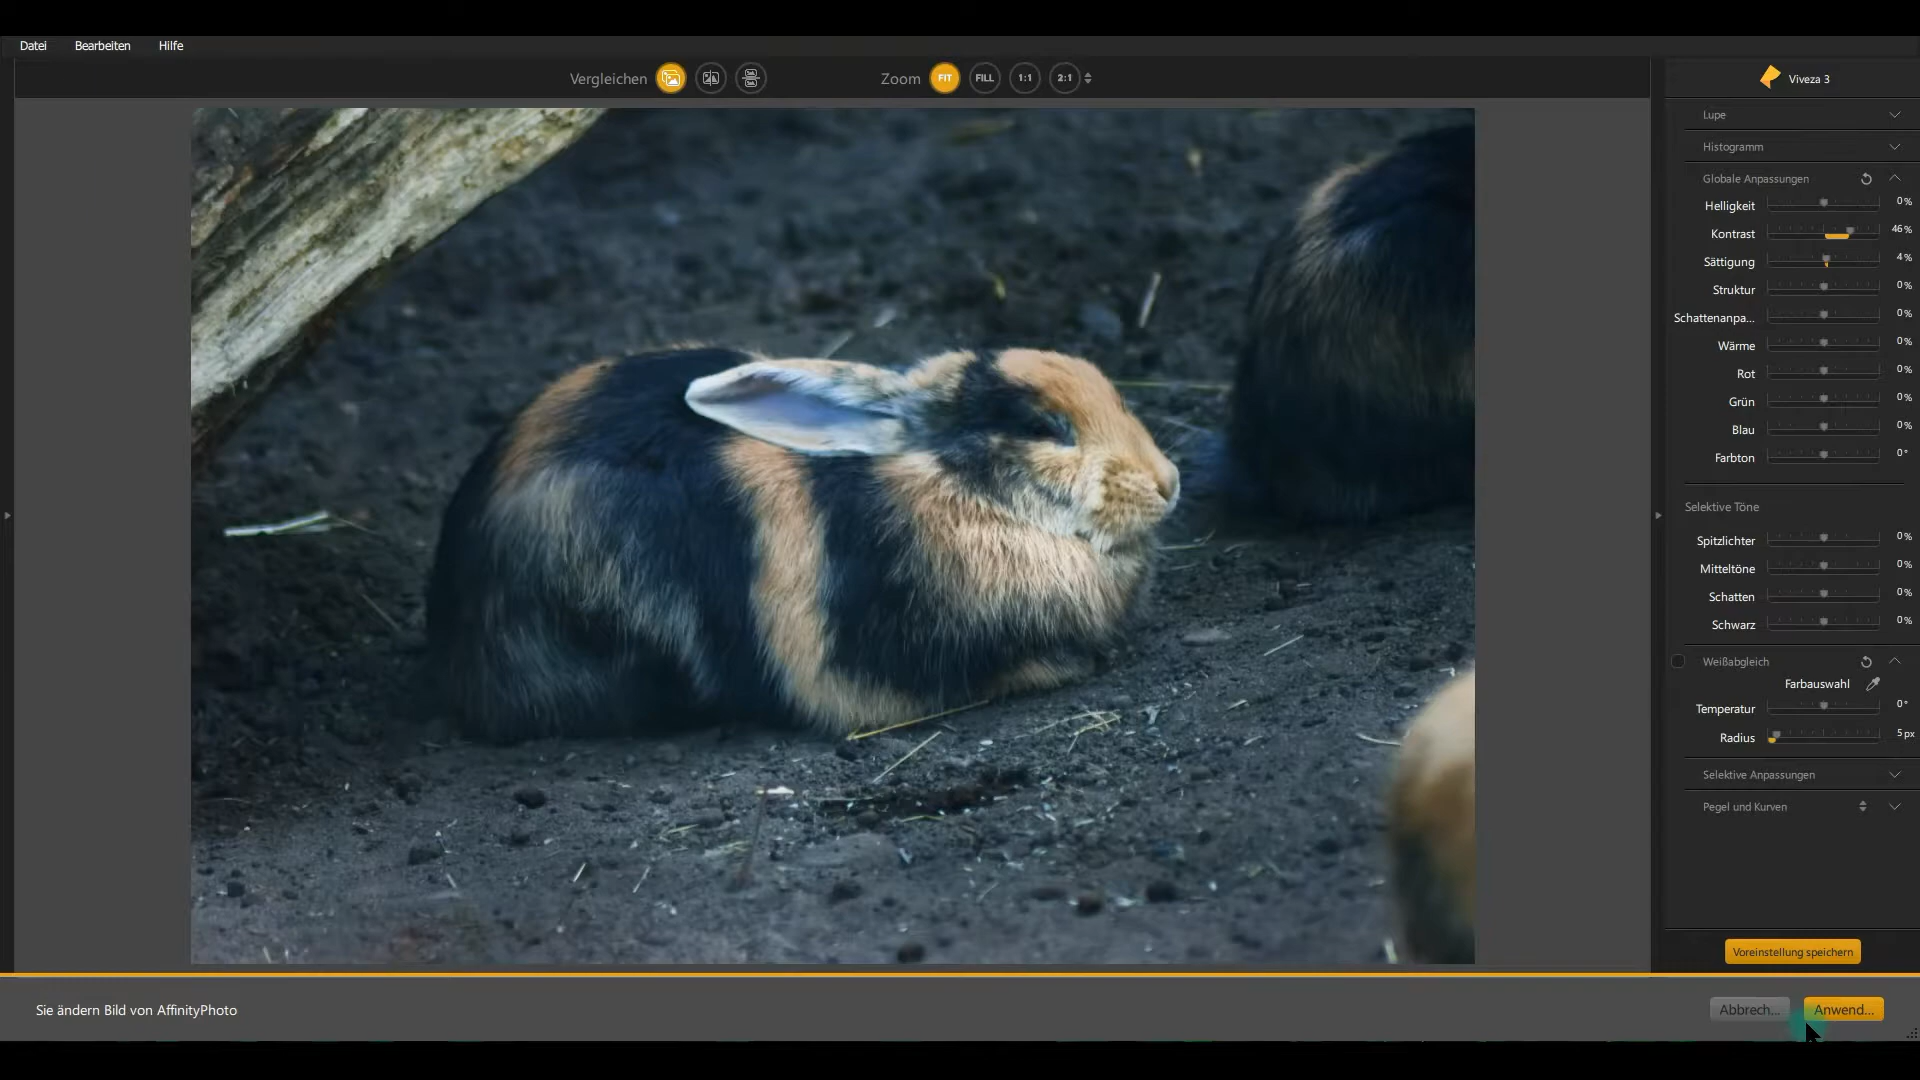 Datei Bearbeiten Hilfe
Vergleichen Zoom FIT FILL 1:1 2:1
Viveza 3
Lupe
Histogramm
Globale Anpassungen
Helligkeit 0%
Kontrast 46%
Sättigung 4%
Struktur 0%
Schattenanpa... 0%
Wärme 0%
Rot 0%
Grün 0%
Blau 0%
Farbton 0°
Selektive Töne
Spitzlichter 0%
Mitteltöne 0%
Schatten 0%
Schwarz 0%
Weißabgleich
Farbauswahl
Temperatur 0°
Radius 5 px
Selektive Anpassungen
Pegel und Kurven
Voreinstellung speichern
Sie ändern Bild von AffinityPhoto
Abbrech... Anwend...